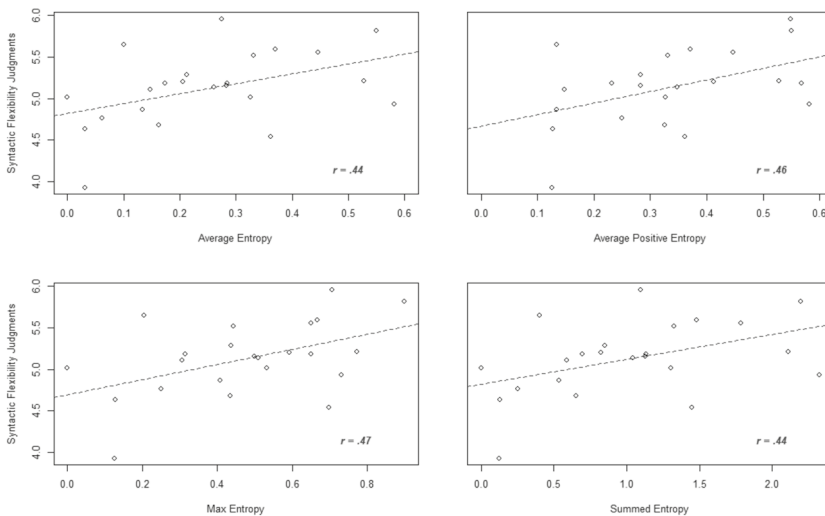 Syntactic Flexibility Judgments
6.0
5.5
5.0
4.5
4.0
r = .44
0.0 0.1 0.2 0.3 0.4 0.5 0.6
Average Entropy
r = .46
0.0 0.1 0.2 0.3 0.4 0.5 0.6
Average Positive Entropy
Syntactic Flexibility Judgments
6.0
5.5
5.0
4.5
4.0
r = .47
0.0 0.2 0.4 0.6 0.8
Max Entropy
r = .44
0.0 0.5 1.0 1.5 2.0
Summed Entropy